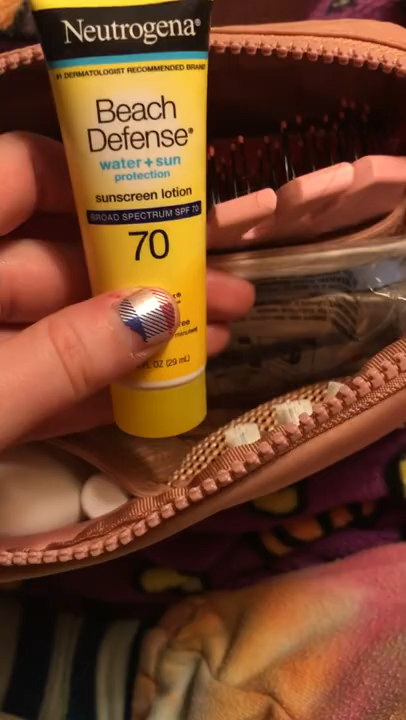 Neutrogena®
#1 DERMATOLOGIST RECOMMENDED BRAND
Beach
Defense®
water + sun
protection
sunscreen lotion
BROAD SPECTRUM SPF 70
70
FL OZ (29 mL)